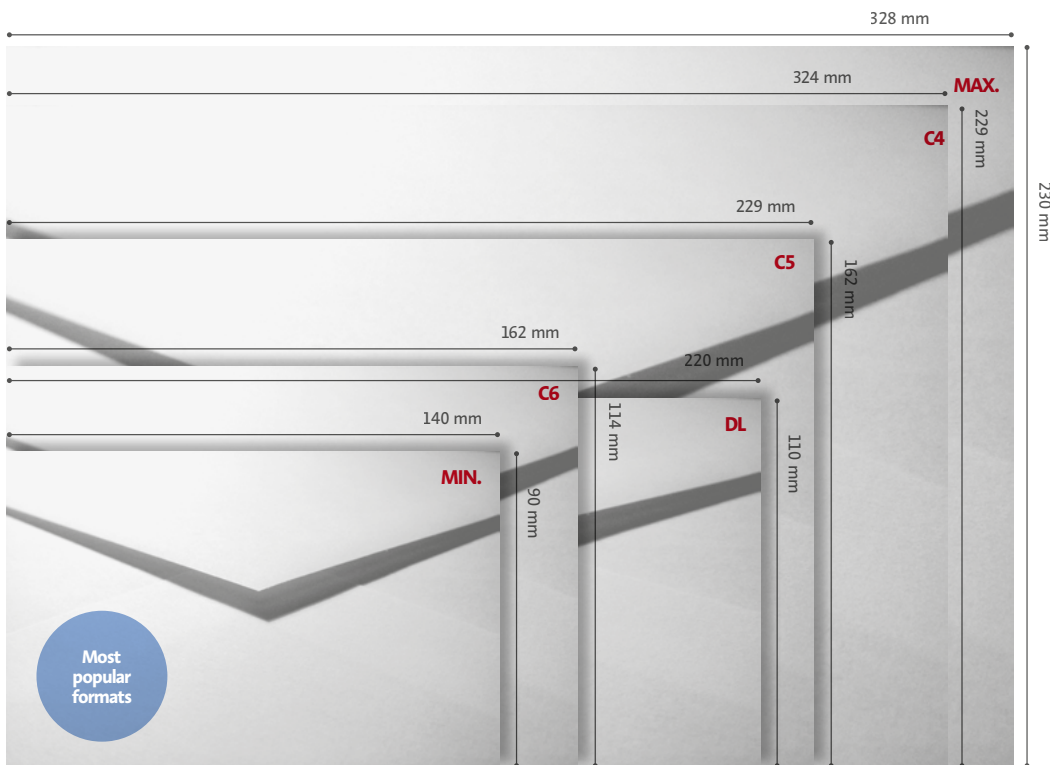 328 mm
324 mm
MAX.
229 mm
C4
230 mm
229 mm
C5
162 mm
162 mm
220 mm
C6
114 mm
140 mm
DL
110 mm
MIN.
90 mm
Most
popular
formats